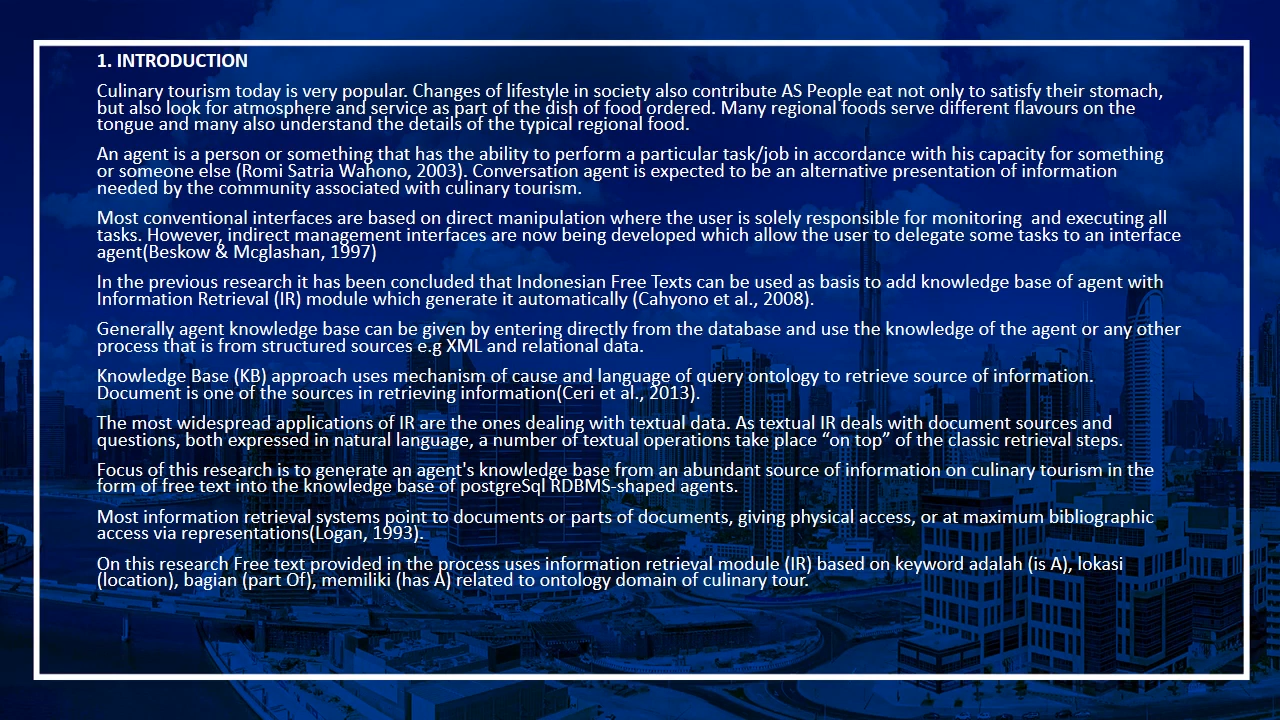 1. INTRODUCTION
Culinary tourism today is very popular. Changes of lifestyle in society also contribute AS People eat not only to satisfy their stomach,
but also look for atmosphere and service as part of the dish of food ordered. Many regional foods serve different flavours on the
tongue and many also understand the details of the typical regional food.
An agent is a person or something that has the ability to perform a particular task/job in accordance with his capacity for something
or someone else (Romi Satria Wahono, 2003). Conversation agent is expected to be an alternative presentation of information
needed by the community associated with culinary tourism.
Most conventional interfaces are based on direct manipulation where the user is solely responsible for monitoring  and executing all
tasks. However, indirect management interfaces are now being developed which allow the user to delegate some tasks to an interface
agent(Beskow & Mcglashan, 1997)
In the previous research it has been concluded that Indonesian Free Texts can be used as basis to add knowledge base of agent with
Information Retrieval (IR) module which generate it automatically (Cahyono et al., 2008).
Generally agent knowledge base can be given by entering directly from the database and use the knowledge of the agent or any other
process that is from structured sources e.g XML and relational data.
Knowledge Base (KB) approach uses mechanism of cause and language of query ontology to retrieve source of information.
Document is one of the sources in retrieving information(Ceri et al., 2013).
The most widespread applications of IR are the ones dealing with textual data. As textual IR deals with document sources and
questions, both expressed in natural language, a number of textual operations take place “on top” of the classic retrieval steps.
Focus of this research is to generate an agent's knowledge base from an abundant source of information on culinary tourism in the
form of free text into the knowledge base of postgreSql RDBMS-shaped agents.
Most information retrieval systems point to documents or parts of documents, giving physical access, or at maximum bibliographic
access via representations(Logan, 1993).
On this research Free text provided in the process uses information retrieval module (IR) based on keyword adalah (is A), lokasi
(location), bagian (part Of), memiliki (has A) related to ontology domain of culinary tour.